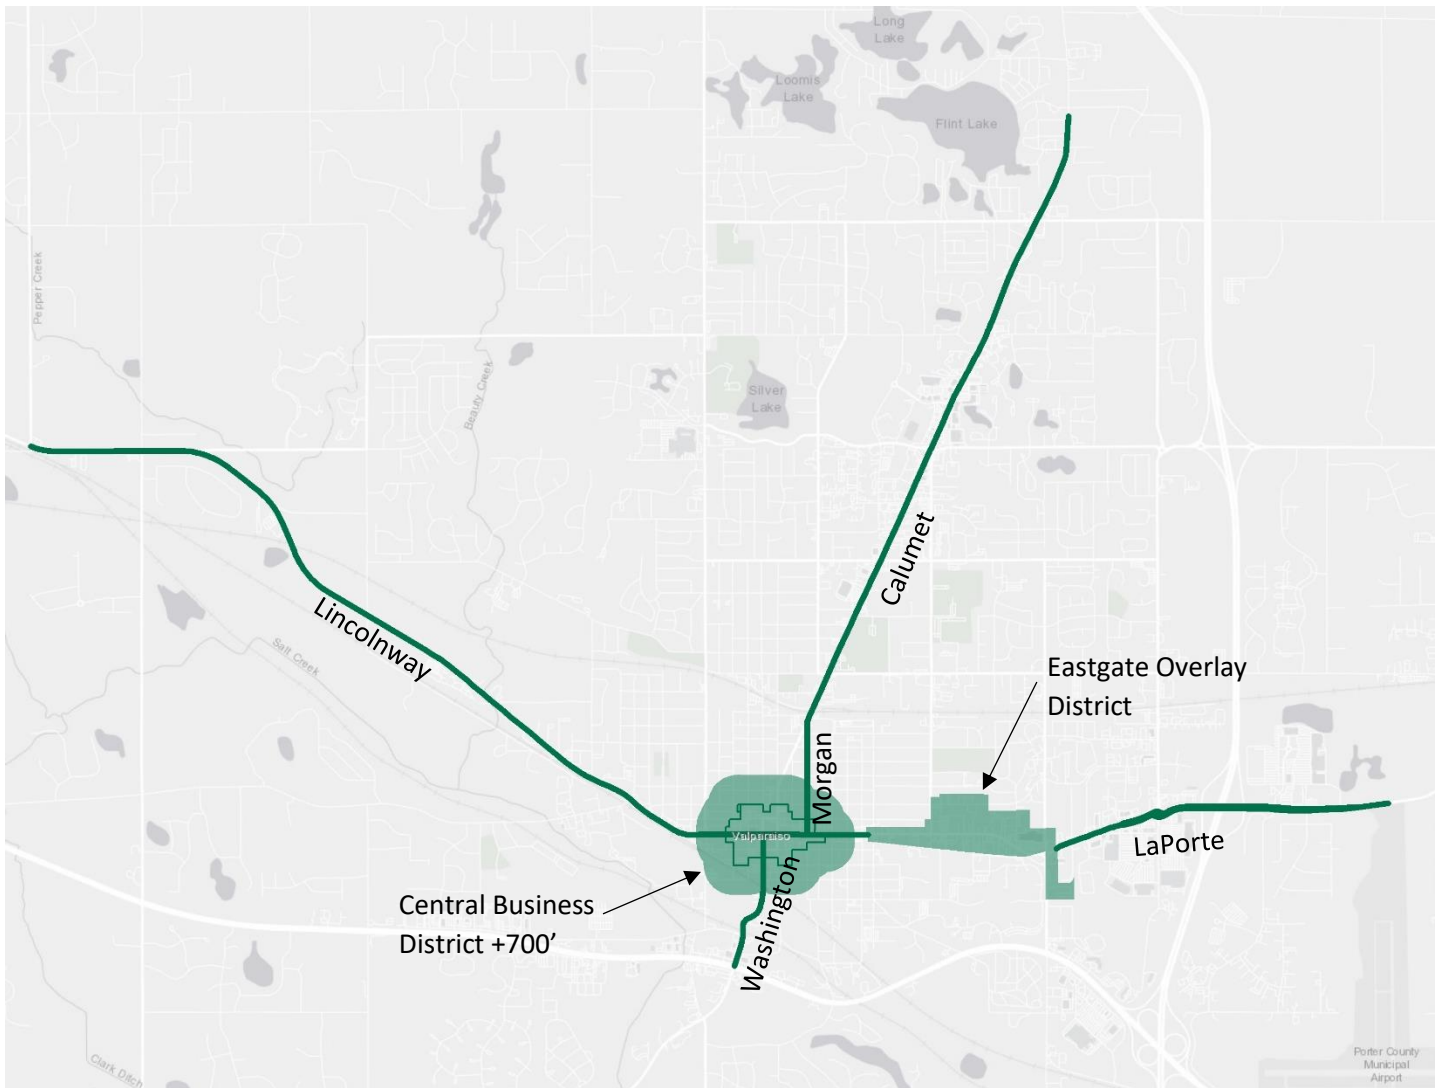 Long
Lake
Loomis
Lake
Flint Lake
Pepper Creek
Beauty Creek
Silver
Lake
Calumet
Lincolnway
Salt Creek
Eastgate Overlay
District
Morgan
Valparaiso
LaPorte
Washington
Central Business
District +700’
Clark Ditch
Porter County
Municipal
Airport